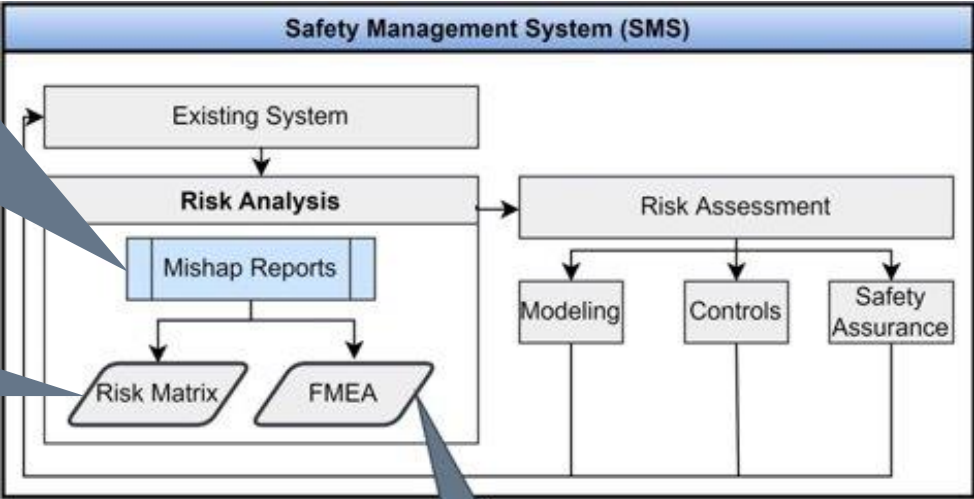 Safety Management System (SMS)
Existing System
Risk Analysis
Mishap Reports
Risk Matrix
FMEA
Risk Assessment
Modeling
Controls
Safety
Assurance